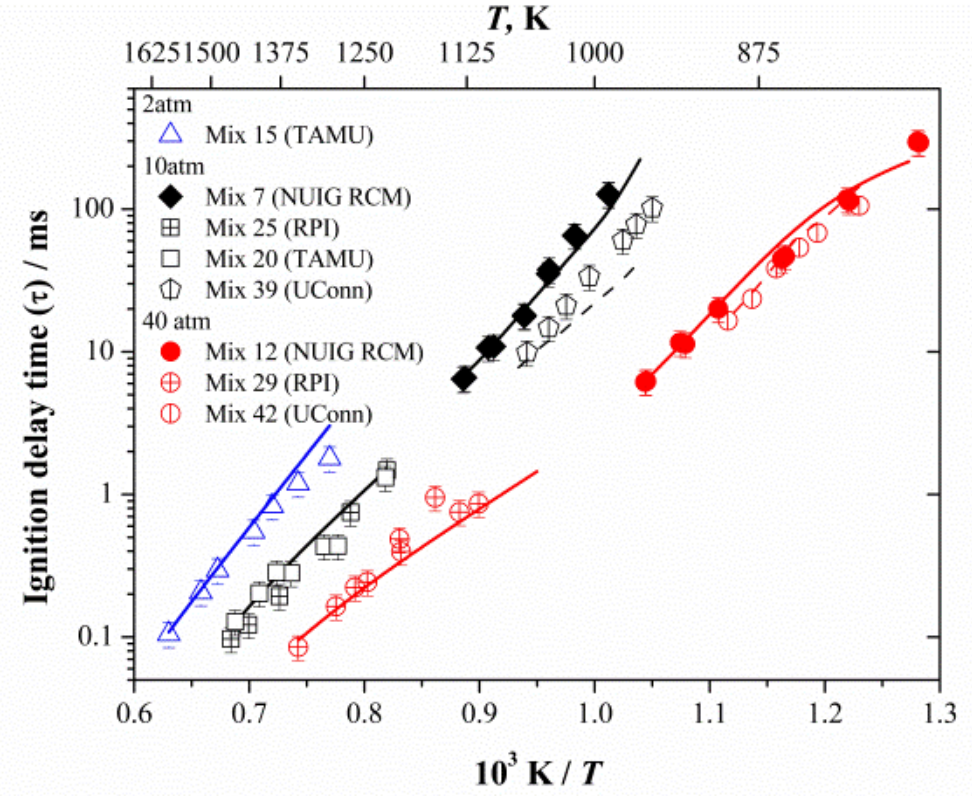 T, K
1625 1500 1375 1250 1125 1000 875
2atm
Mix 15 (TAMU)
10atm
Mix 7 (NUIG RCM)
Mix 25 (RPI)
Mix 20 (TAMU)
Mix 39 (UConn)
40 atm
Mix 12 (NUIG RCM)
Mix 29 (RPI)
Mix 42 (UConn)
Ignition delay time (τ) / ms
100
10
1
0.1
0.6 0.7 0.8 0.9 1.0 1.1 1.2 1.3
10³ K / T